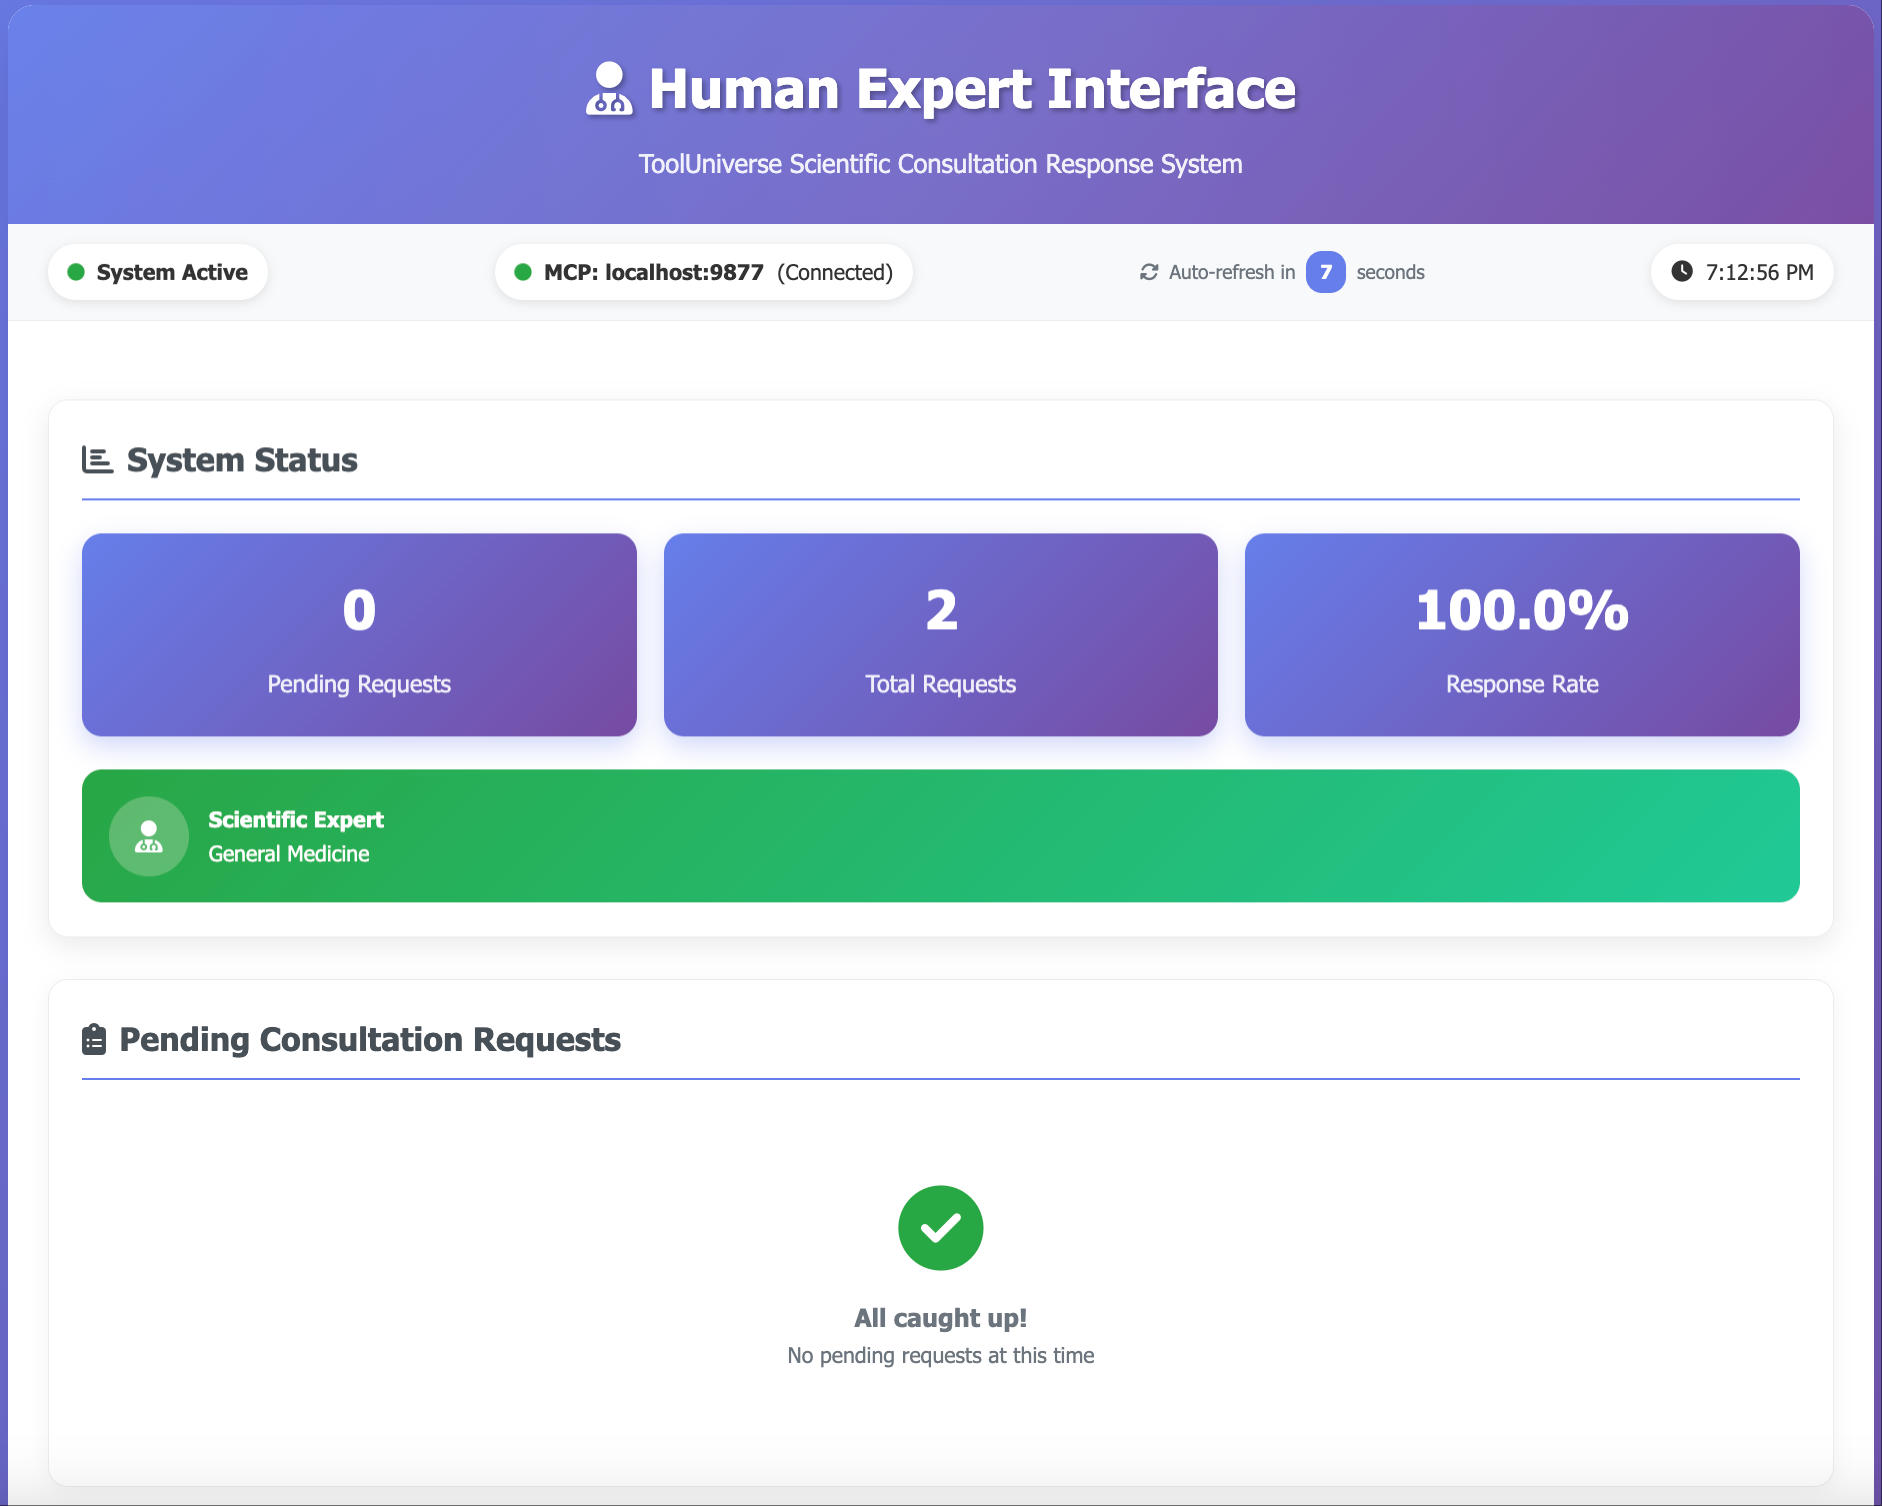 Human Expert Interface
ToolUniverse Scientific Consultation Response System
System Active
MCP: localhost:9877 (Connected)
Auto-refresh in 7 seconds
7:12:56 PM
System Status
0
Pending Requests
2
Total Requests
100.0%
Response Rate
Scientific Expert
General Medicine
Pending Consultation Requests
All caught up!
No pending requests at this time